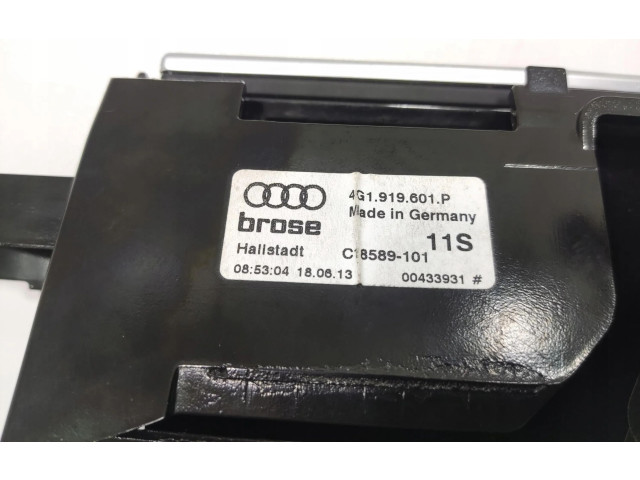 4G1.919.601.P
brose Made in Germany
11S
Hallstadt C18589-101
08:53:04 18.06.13 00433931 #